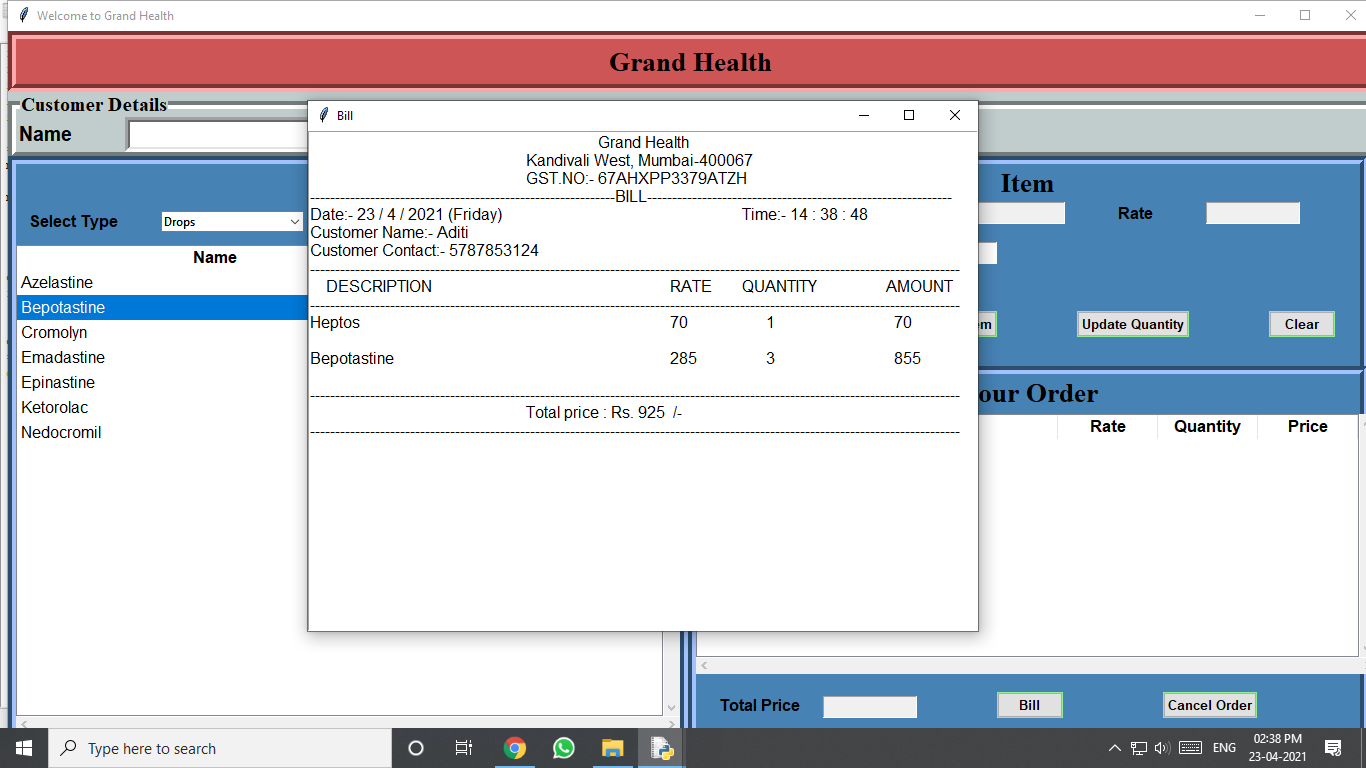 Welcome to Grand Health
Grand Health
Customer Details
Name
Bill
Grand Health
Kandivali West, Mumbai-400067
GST.NO:- 67AHXPP3379ATZH
BILL
Date:- 23 / 4 / 2021 (Friday) Time:- 14 : 38 : 48
Customer Name:- Aditi
Customer Contact:- 5787853124
DESCRIPTION RATE QUANTITY AMOUNT
Heptos 70 1 70
Bepotastine 285 3 855
Total price : Rs. 925 /-
Select Type Drops
Name
Azelastine
Bepotastine
Cromolyn
Emadastine
Epinastine
Ketorolac
Nedocromil
Item
Rate
em Update Quantity Clear
our Order
Rate Quantity Price
Total Price Bill Cancel Order
Type here to search
ENG 02:38 PM
23-04-2021